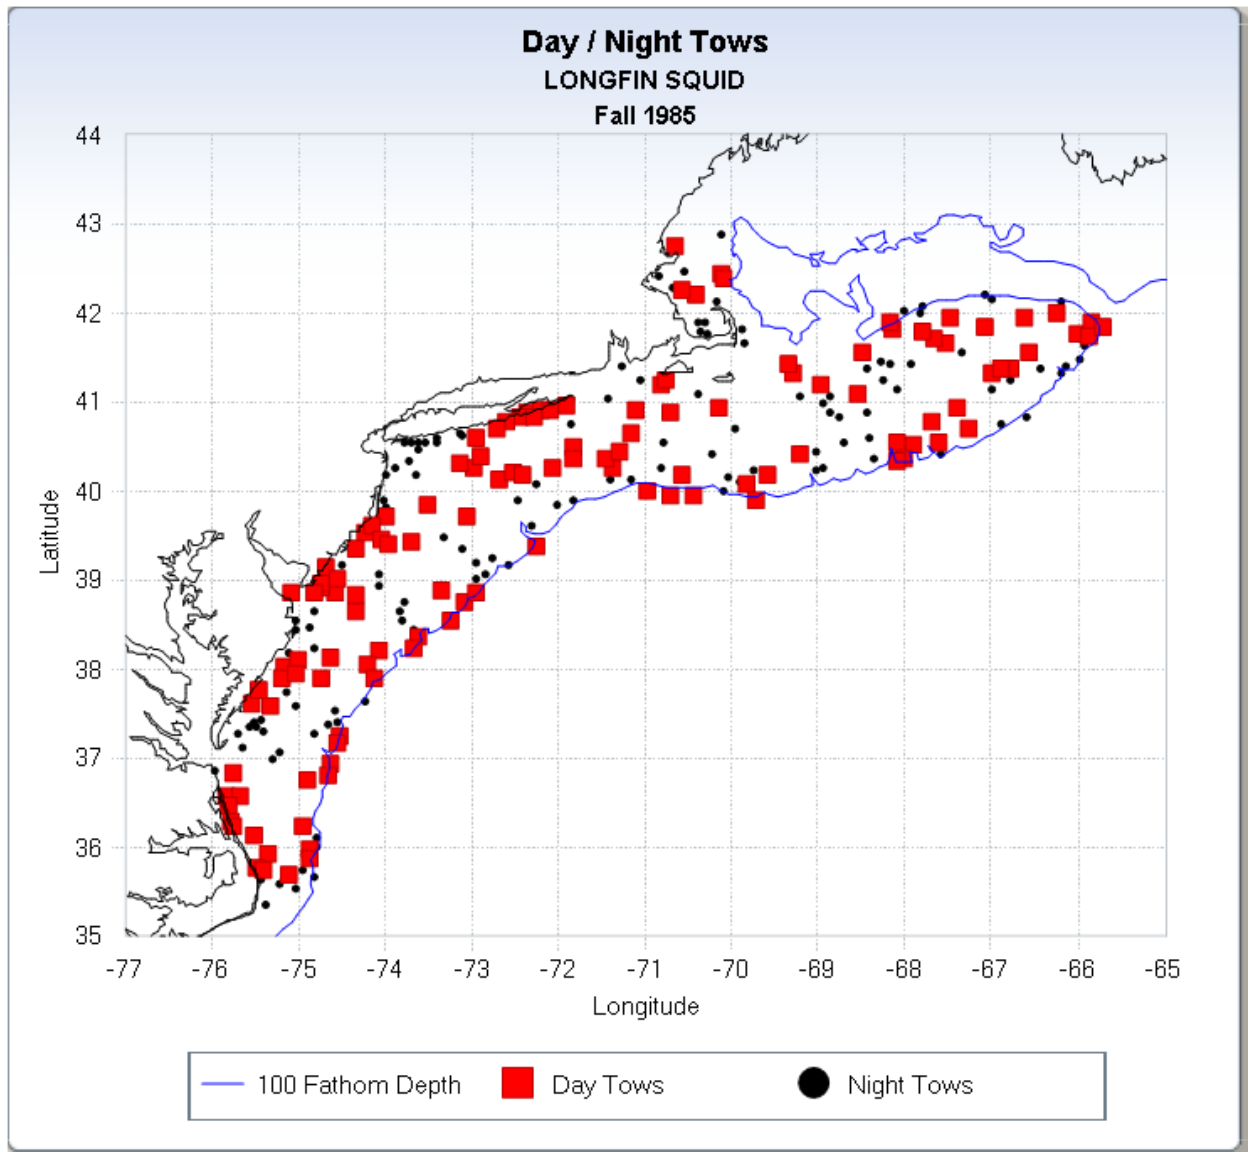 Day / Night Tows
LONGFIN SQUID
Fall 1985
44
43
42
41
40
39
38
37
36
35
Latitude
-77 -76 -75 -74 -73 -72 -71 -70 -69 -68 -67 -66 -65
Longitude
100 Fathom Depth Day Tows Night Tows